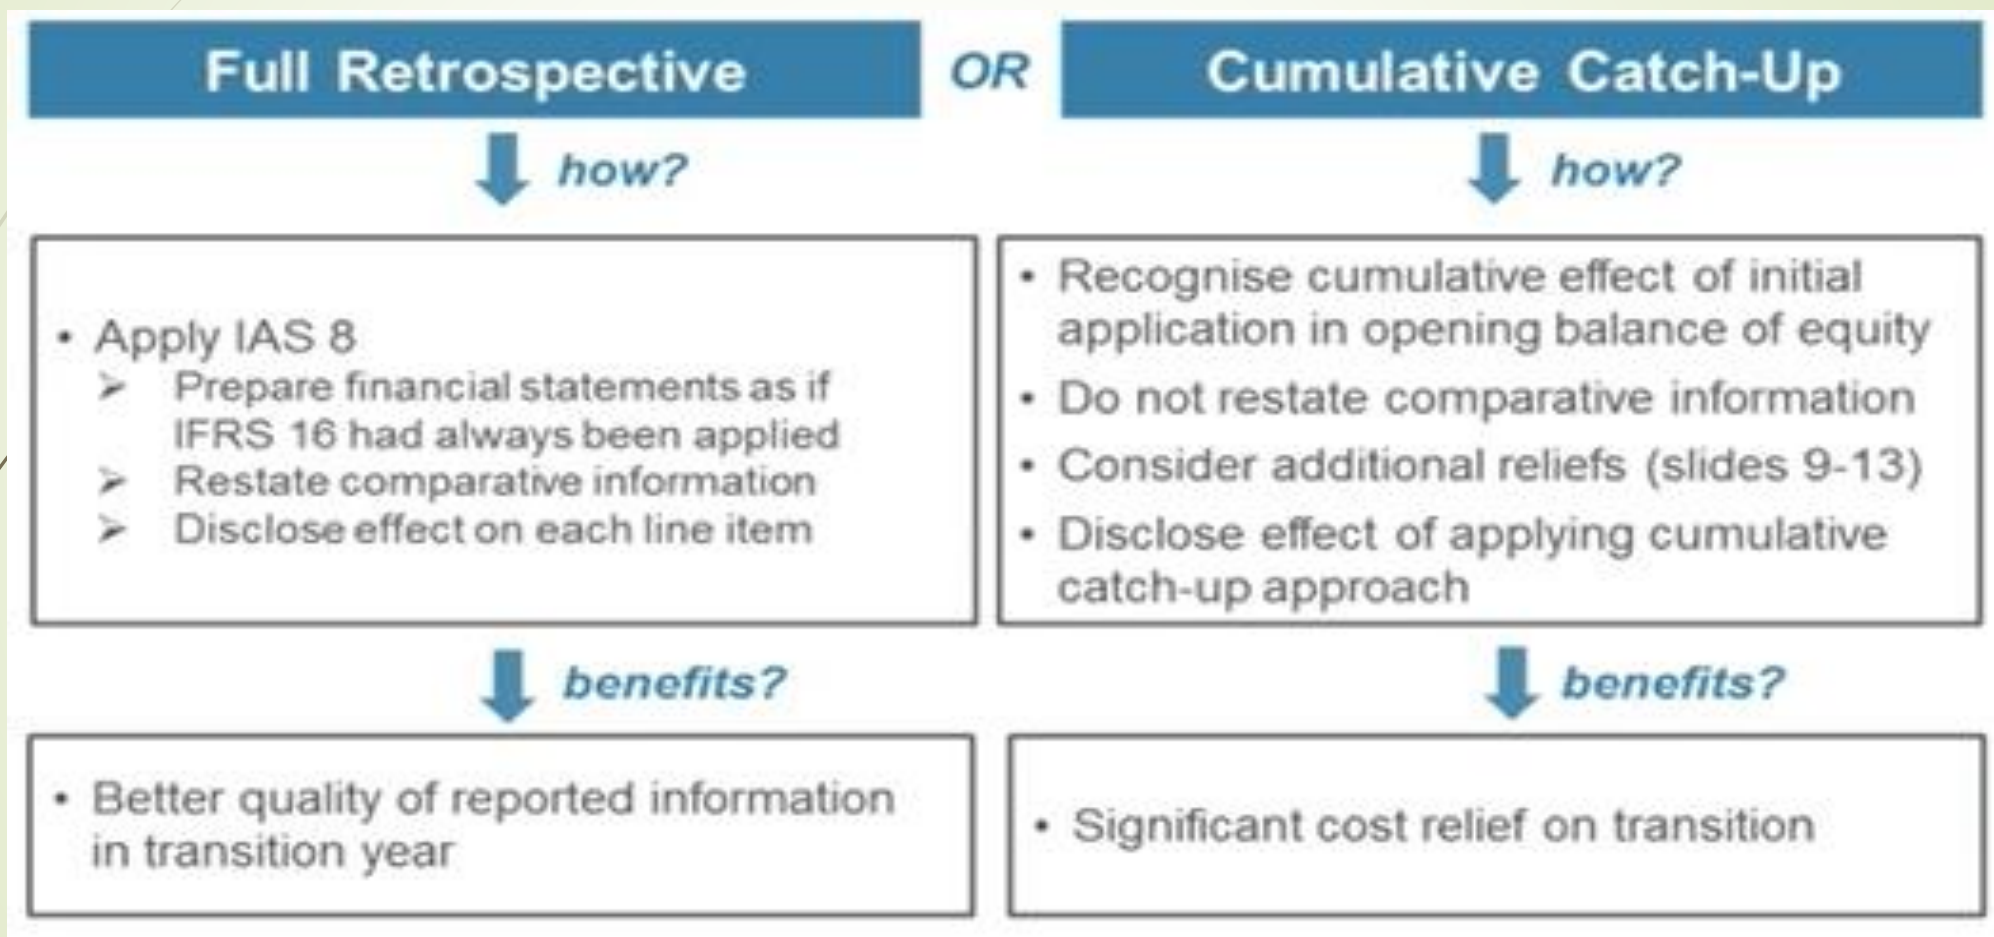 Full Retrospective OR Cumulative Catch-Up
how?
• Apply IAS 8
➢ Prepare financial statements as if
IFRS 16 had always been applied
➢ Restate comparative information
➢ Disclose effect on each line item
benefits?
• Better quality of reported information
in transition year
how?
• Recognise cumulative effect of initial
application in opening balance of equity
• Do not restate comparative information
• Consider additional reliefs (slides 9-13)
• Disclose effect of applying cumulative
catch-up approach
benefits?
• Significant cost relief on transition